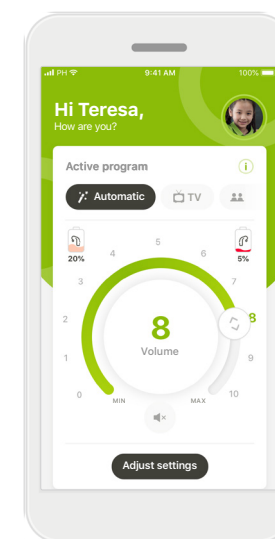 PH 9:41 AM 100%
Hi Teresa,
How are you?
Active program i
Automatic TV
20% 5%
5
4 6
3 7
2 8
1 9
0 10
8
Volume
MIN MAX
Adjust settings